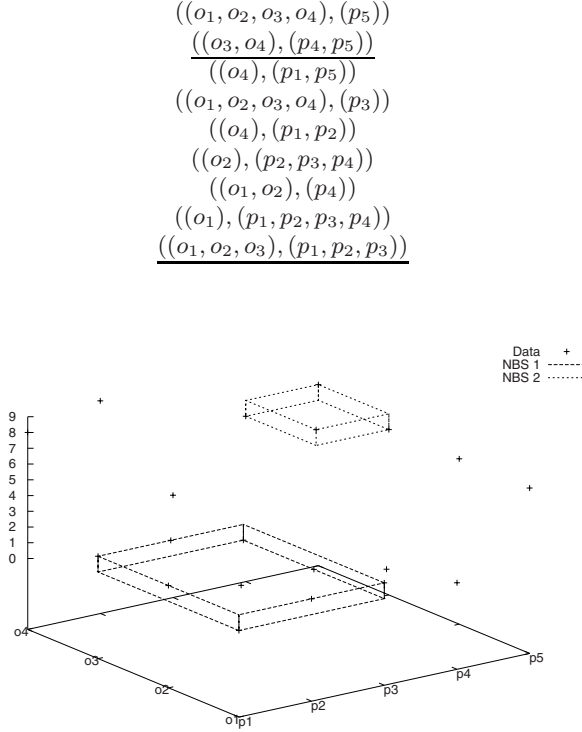 ((o₁, o₂, o₃, o₄), (p₅))
((o₃, o₄), (p₄, p₅))
((o₄), (p₁, p₅))
((o₁, o₂, o₃, o₄), (p₃))
((o₄), (p₁, p₂))
((o₂), (p₂, p₃, p₄))
((o₁, o₂), (p₄))
((o₁), (p₁, p₂, p₃, p₄))
((o₁, o₂, o₃), (p₁, p₂, p₃))
Data
NBS 1
NBS 2
9
8
7
6
5
4
3
2
1
0
o4
o3
o2
o1
p1
p2
p3
p4
p5